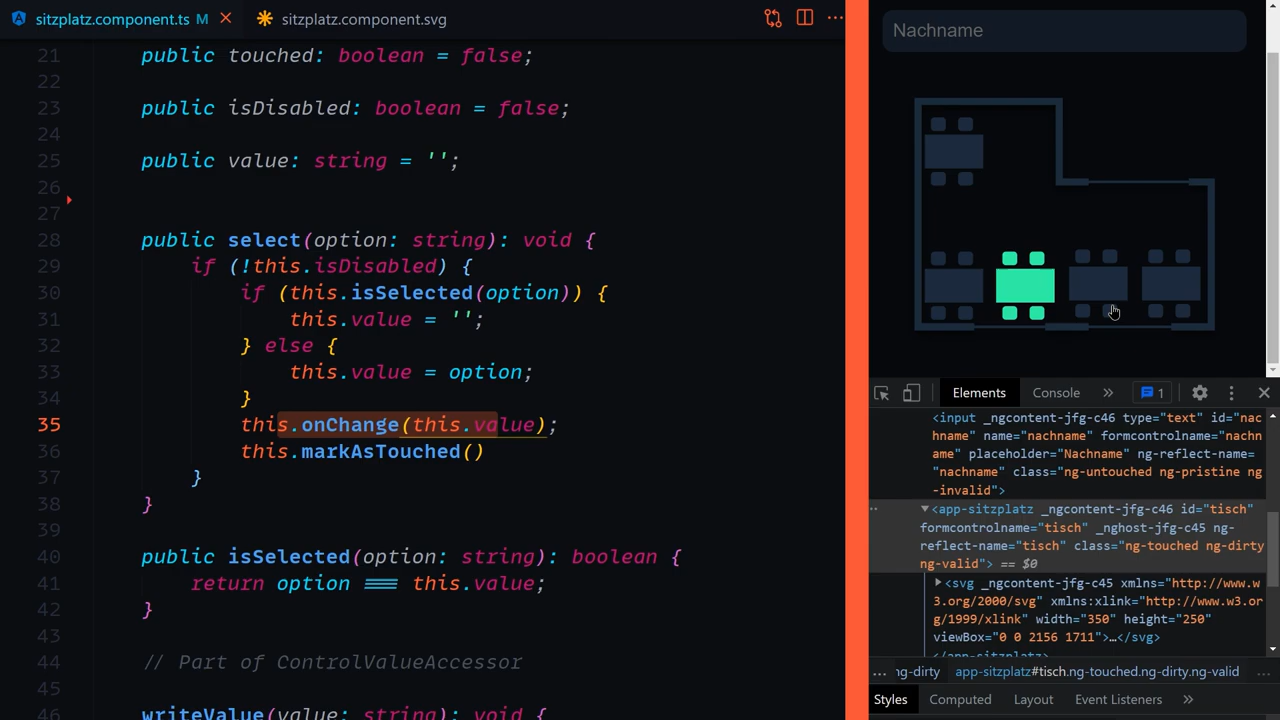 sitzplatz.component.ts M
sitzplatz.component.svg
21 public touched: boolean = false;
22
23 public isDisabled: boolean = false;
24
25 public value: string = '';
26
27
28 public select(option: string): void {
29 if (!this.isDisabled) {
30 if (this.isSelected(option)) {
31 this.value = '';
32 } else {
33 this.value = option;
34 }
35 this.onChange(this.value);
36 this.markAsTouched()
37 }
38 }
39
40 public isSelected(option: string): boolean {
41 return option === this.value;
42 }
43
44 // Part of ControlValueAccessor
45
46 writeValue(value: string): void {
Nachname
Elements
Console
1
<input _ngcontent-jfg-c46 type="text" id="nac
hname" name="nachname" formcontrolname="nachn
ame" placeholder="Nachname" ng-reflect-name=
"nachname" class="ng-untouched ng-pristine ng
-invalid">
<app-sitzplatz _ngcontent-jfg-c46 id="tisch"
formcontrolname="tisch" _nghost-jfg-c45 ng-
reflect-name="tisch" class="ng-touched ng-dirty
ng-valid"> == $0
<svg _ngcontent-jfg-c45 xmlns="http://www.w
3.org/2000/svg" xmlns:xlink="http://www.w3.or
g/1999/xlink" width="350" height="250"
viewBox="0 0 2156 1711">…</svg>
</app-sitzplatz>
... ng-dirty app-sitzplatz#tisch.ng-touched.ng-dirty.ng-valid ...
Styles
Computed
Layout
Event Listeners